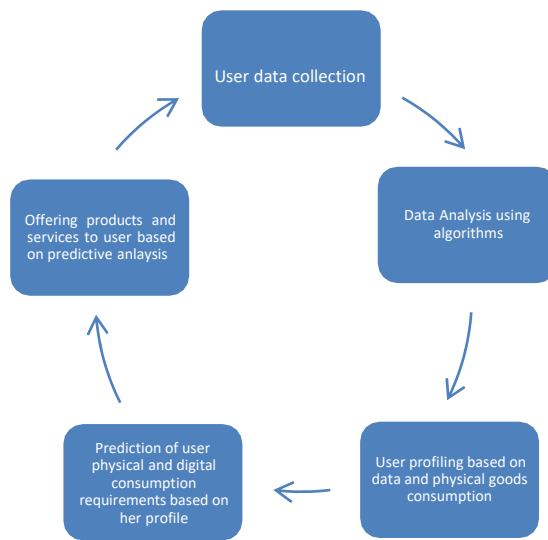 User data collection
Data Analysis using
algorithms
User profiling based on
data and physical goods
consumption
Prediction of user
physical and digital
consumption
requirements based on
her profile
Offering products and
services to user based
on predictive anlaysis